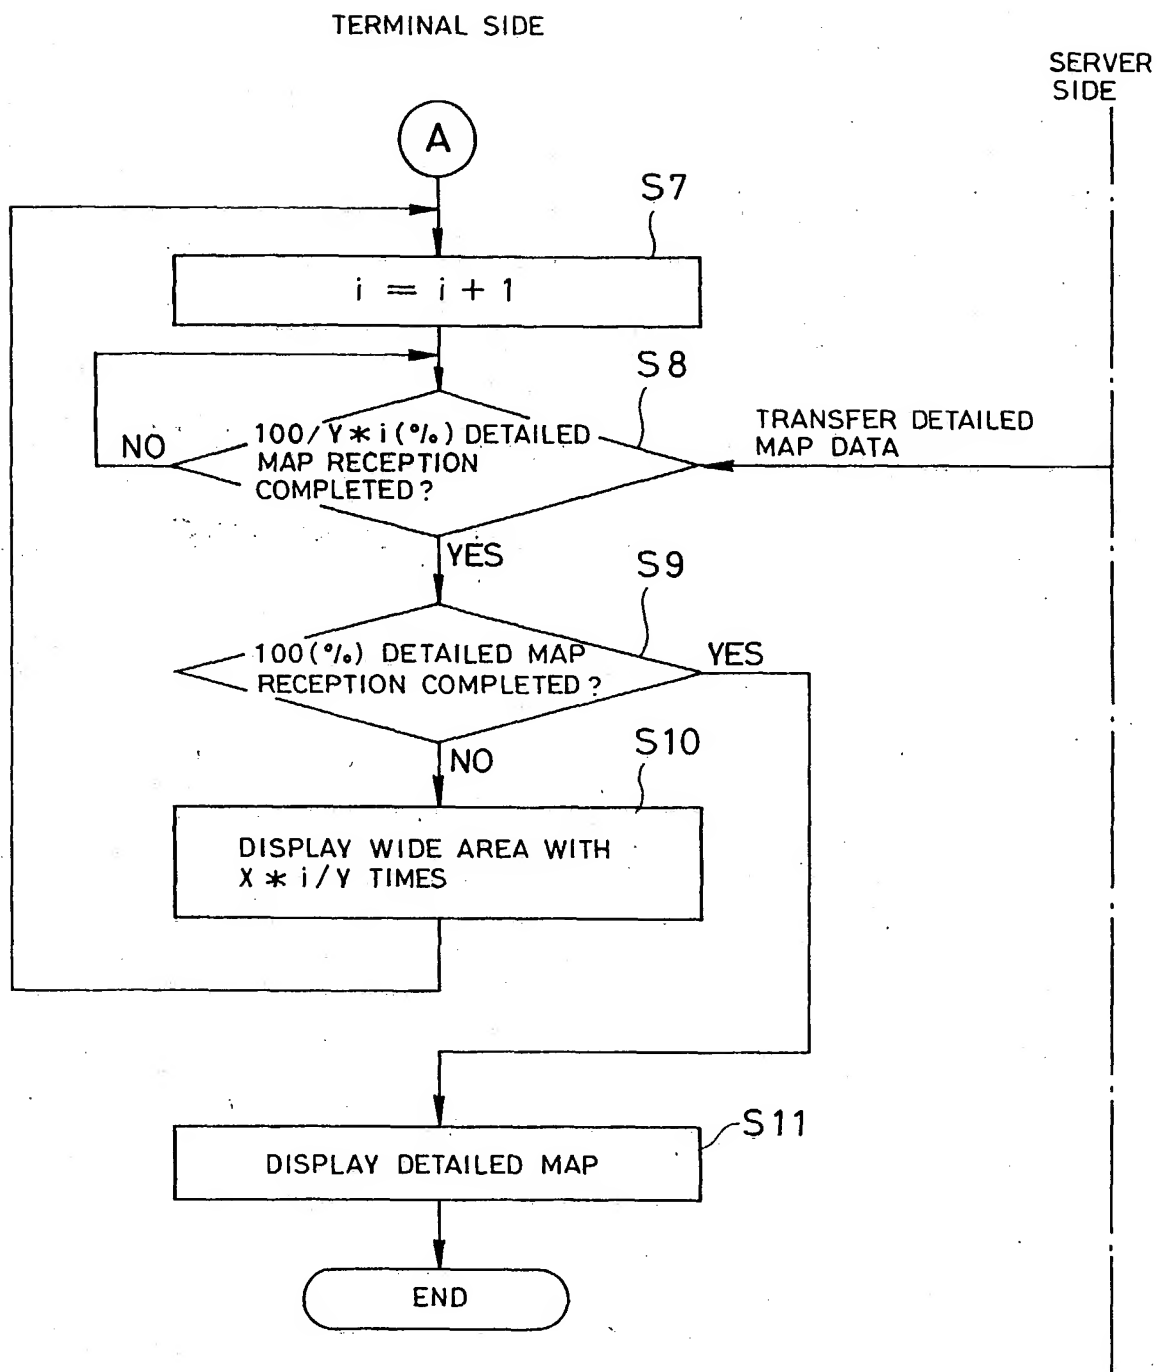 TERMINAL SIDE
SERVER
SIDE
A
S7
i = i + 1
S8
100/Y*i(%) DETAILED
MAP RECEPTION
COMPLETED?
NO
TRANSFER DETAILED
MAP DATA
YES
S9
100(%) DETAILED MAP
RECEPTION COMPLETED?
YES
NO
S10
DISPLAY WIDE AREA WITH
X * i/Y TIMES
S11
DISPLAY DETAILED MAP
END